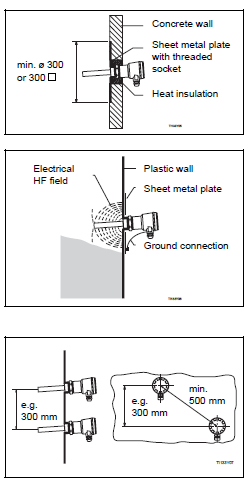 Concrete wall
Sheet metal plate
with threaded
socket
min. ø 300
or 300 □
Heat insulation
Electrical
HF field
Plastic wall
Sheet metal plate
Ground connection
e.g.
300 mm
e.g.
300 mm
min.
500 mm